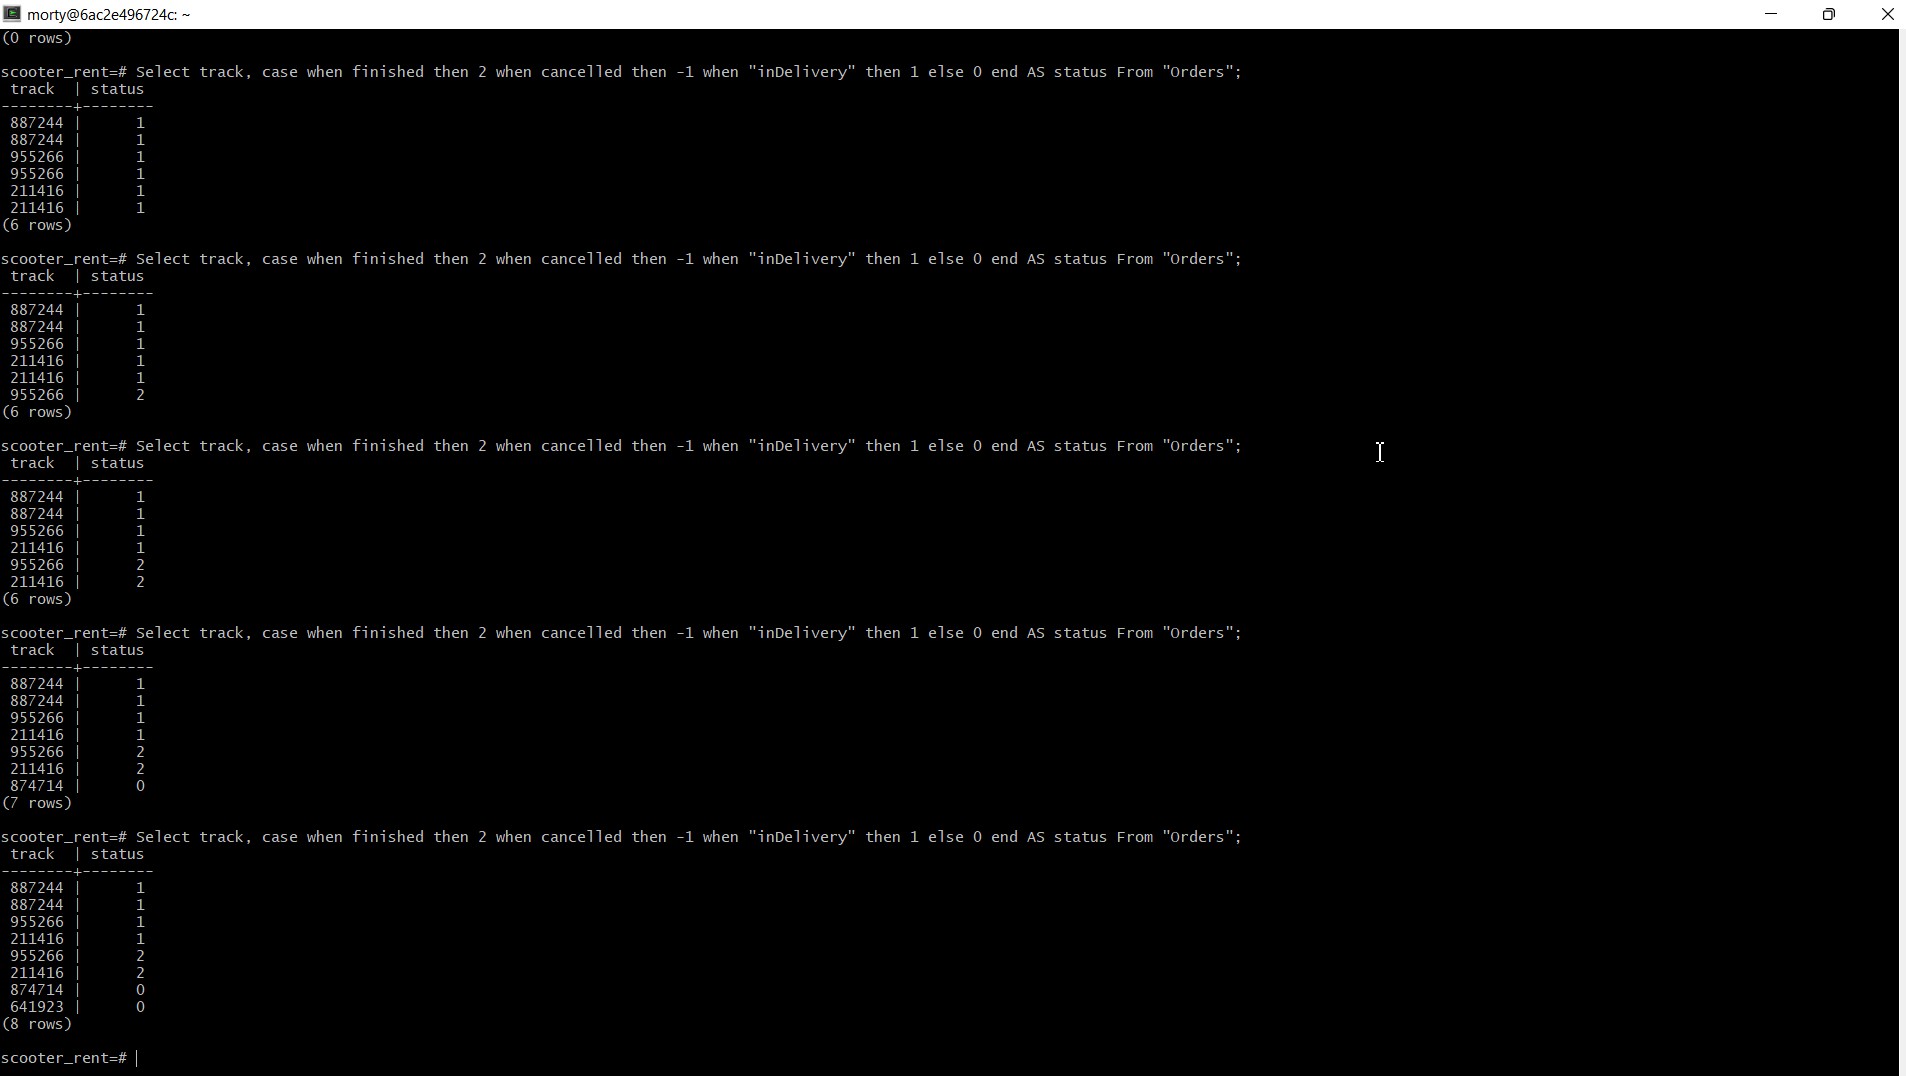 morty@6ac2e496724c: ~
(0 rows)
scooter_rent=# Select track, case when finished then 2 when cancelled then -1 when "inDelivery" then 1 else 0 end AS status From "Orders";
track | status
--------+--------
887244 | 1
887244 | 1
955266 | 1
955266 | 1
211416 | 1
211416 | 1
(6 rows)
scooter_rent=# Select track, case when finished then 2 when cancelled then -1 when "inDelivery" then 1 else 0 end AS status From "Orders";
track | status
--------+--------
887244 | 1
887244 | 1
955266 | 1
211416 | 1
211416 | 1
955266 | 2
(6 rows)
scooter_rent=# Select track, case when finished then 2 when cancelled then -1 when "inDelivery" then 1 else 0 end AS status From "Orders";
track | status
--------+--------
887244 | 1
887244 | 1
955266 | 1
211416 | 1
955266 | 2
211416 | 2
(6 rows)
scooter_rent=# Select track, case when finished then 2 when cancelled then -1 when "inDelivery" then 1 else 0 end AS status From "Orders";
track | status
--------+--------
887244 | 1
887244 | 1
955266 | 1
211416 | 1
955266 | 2
211416 | 2
874714 | 0
(7 rows)
scooter_rent=# Select track, case when finished then 2 when cancelled then -1 when "inDelivery" then 1 else 0 end AS status From "Orders";
track | status
--------+--------
887244 | 1
887244 | 1
955266 | 1
211416 | 1
955266 | 2
211416 | 2
874714 | 0
641923 | 0
(8 rows)
scooter_rent=#